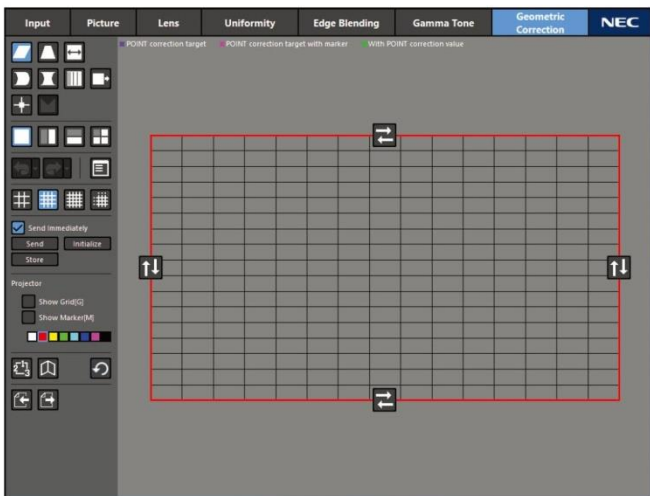 Input
Picture
Lens
Uniformity
Edge Blending
Gamma Tone
Geometric
Correction
NEC
POINT correction target
POINT correction target with marker
With POINT correction value
Send immediately
Send
Initialize
Store
Projector
Show Grid[G]
Show Marker[M]